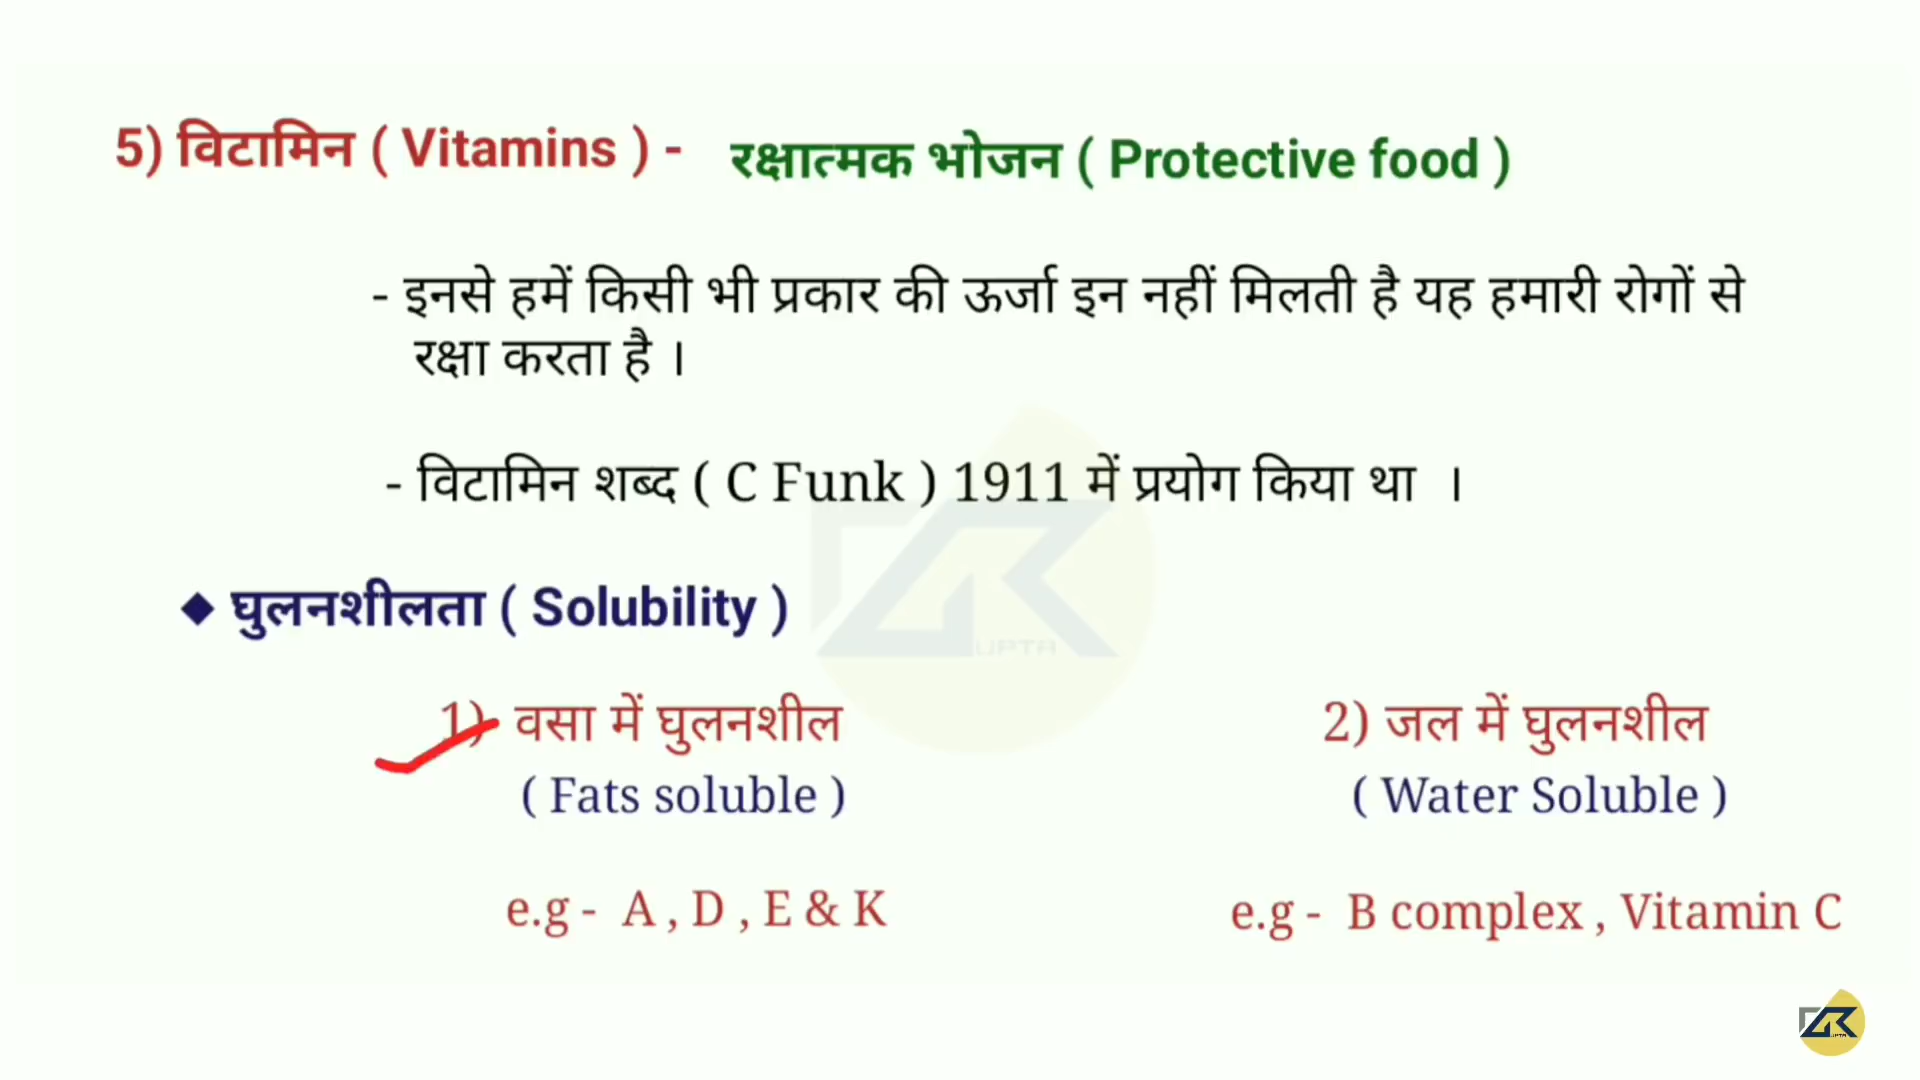 5) विटामिन ( Vitamins ) - रक्षात्मक भोजन ( Protective food )
- इनसे हमें किसी भी प्रकार की ऊर्जा इन नहीं मिलती है यह हमारी रोगों से
रक्षा करता है ।
- विटामिन शब्द ( C Funk ) 1911 में प्रयोग किया था ।
UPTA
◆ घुलनशीलता ( Solubility )
1) वसा में घुलनशील
( Fats soluble )
e.g - A , D , E & K
2) जल में घुलनशील
( Water Soluble )
e.g - B complex , Vitamin C